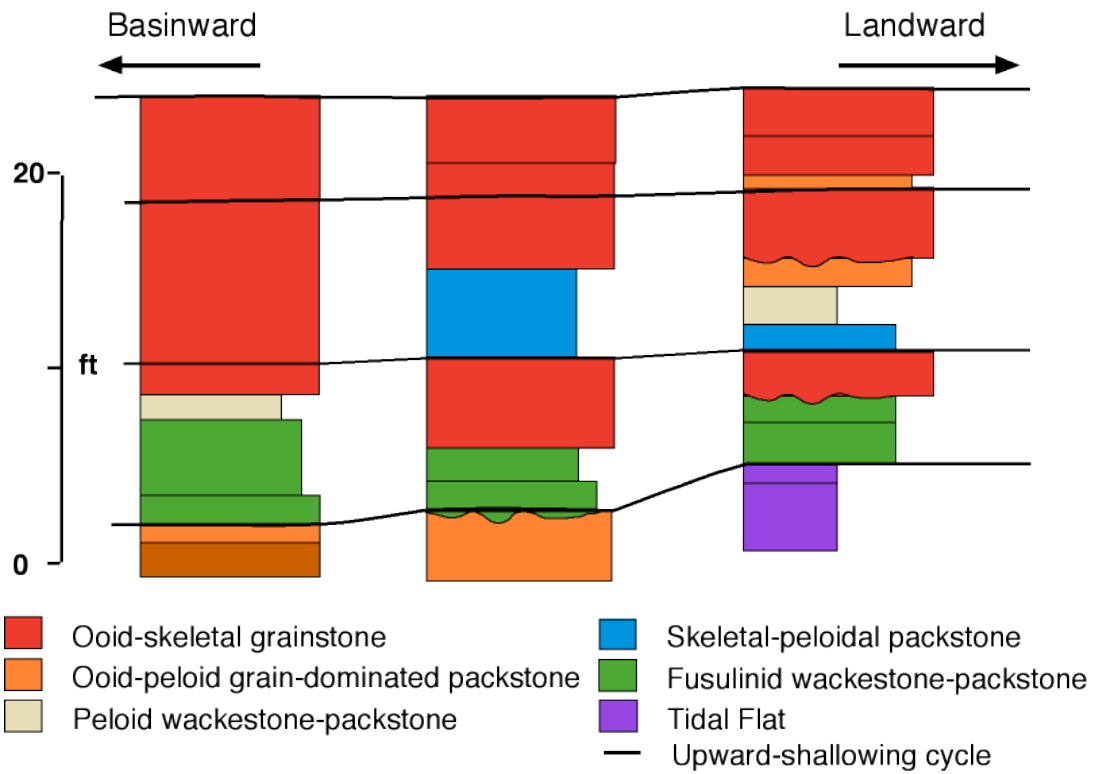 Basinward
Landward
20
ft
0
Ooid-skeletal grainstone
Ooid-peloid grain-dominated packstone
Peloid wackestone-packstone
Skeletal-peloidal packstone
Fusulinid wackestone-packstone
Tidal Flat
Upward-shallowing cycle